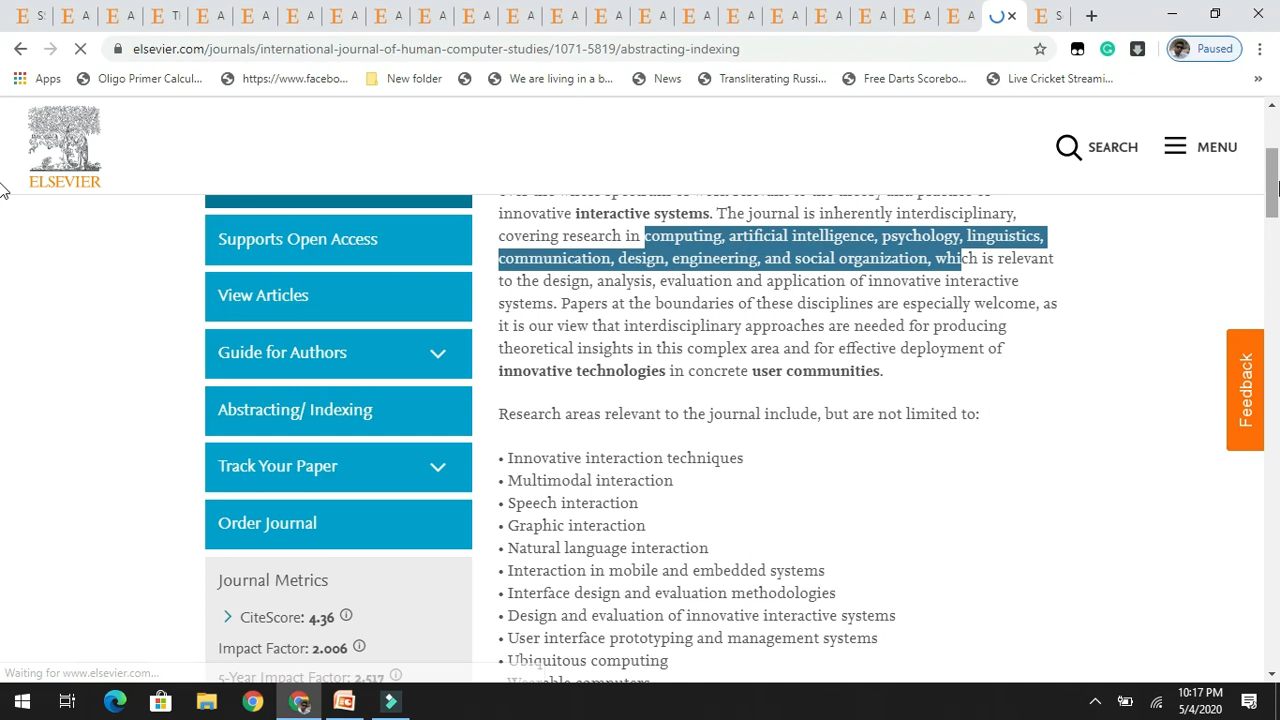 E S
E A
E A
E Tl
E A
E A
E A
E A
E A
E A
E A
E A
E A
E A
E A
E A
E A
E S
elsevier.com/journals/international-journal-of-human-computer-studies/1071-5819/abstracting-indexing
Paused
Apps
Oligo Primer Calcul...
https://www.facebo...
New folder
We are living in a b...
News
Transliterating Russi...
Free Darts Scorebo...
Live Cricket Streami...
»
ELSEVIER
SEARCH
MENU
Supports Open Access
View Articles
Guide for Authors
Abstracting/ Indexing
Track Your Paper
Order Journal
Journal Metrics
CiteScore: 4.36
Impact Factor: 2.006
5-Year Impact Factor: 2.517
innovative interactive systems. The journal is inherently interdisciplinary,
covering research in computing, artificial intelligence, psychology, linguistics,
communication, design, engineering, and social organization, which is relevant
to the design, analysis, evaluation and application of innovative interactive
systems. Papers at the boundaries of these disciplines are especially welcome, as
it is our view that interdisciplinary approaches are needed for producing
theoretical insights in this complex area and for effective deployment of
innovative technologies in concrete user communities.
Research areas relevant to the journal include, but are not limited to:
• Innovative interaction techniques
• Multimodal interaction
• Speech interaction
• Graphic interaction
• Natural language interaction
• Interaction in mobile and embedded systems
• Interface design and evaluation methodologies
• Design and evaluation of innovative interactive systems
• User interface prototyping and management systems
• Ubiquitous computing
• Wearable computers
Feedback
Waiting for www.elsevier.com...
10:17 PM
5/4/2020